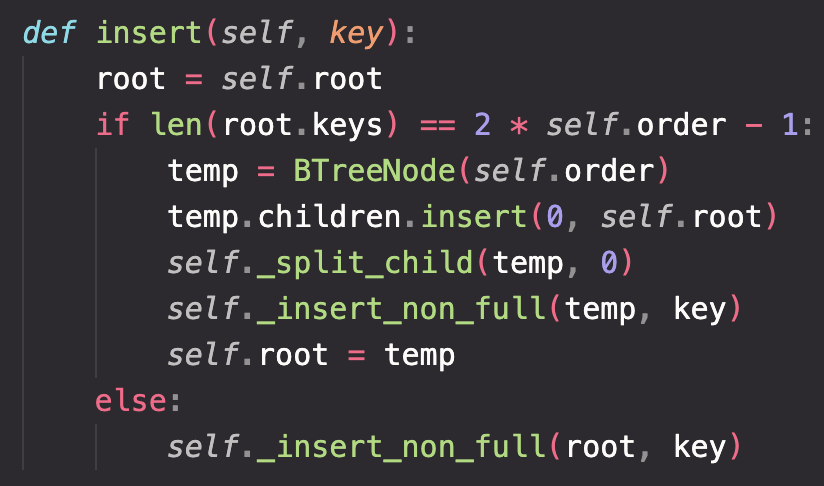 def insert(self, key):
    root = self.root
    if len(root.keys) == 2 * self.order - 1:
        temp = BTreeNode(self.order)
        temp.children.insert(0, self.root)
        self._split_child(temp, 0)
        self._insert_non_full(temp, key)
        self.root = temp
    else:
        self._insert_non_full(root, key)